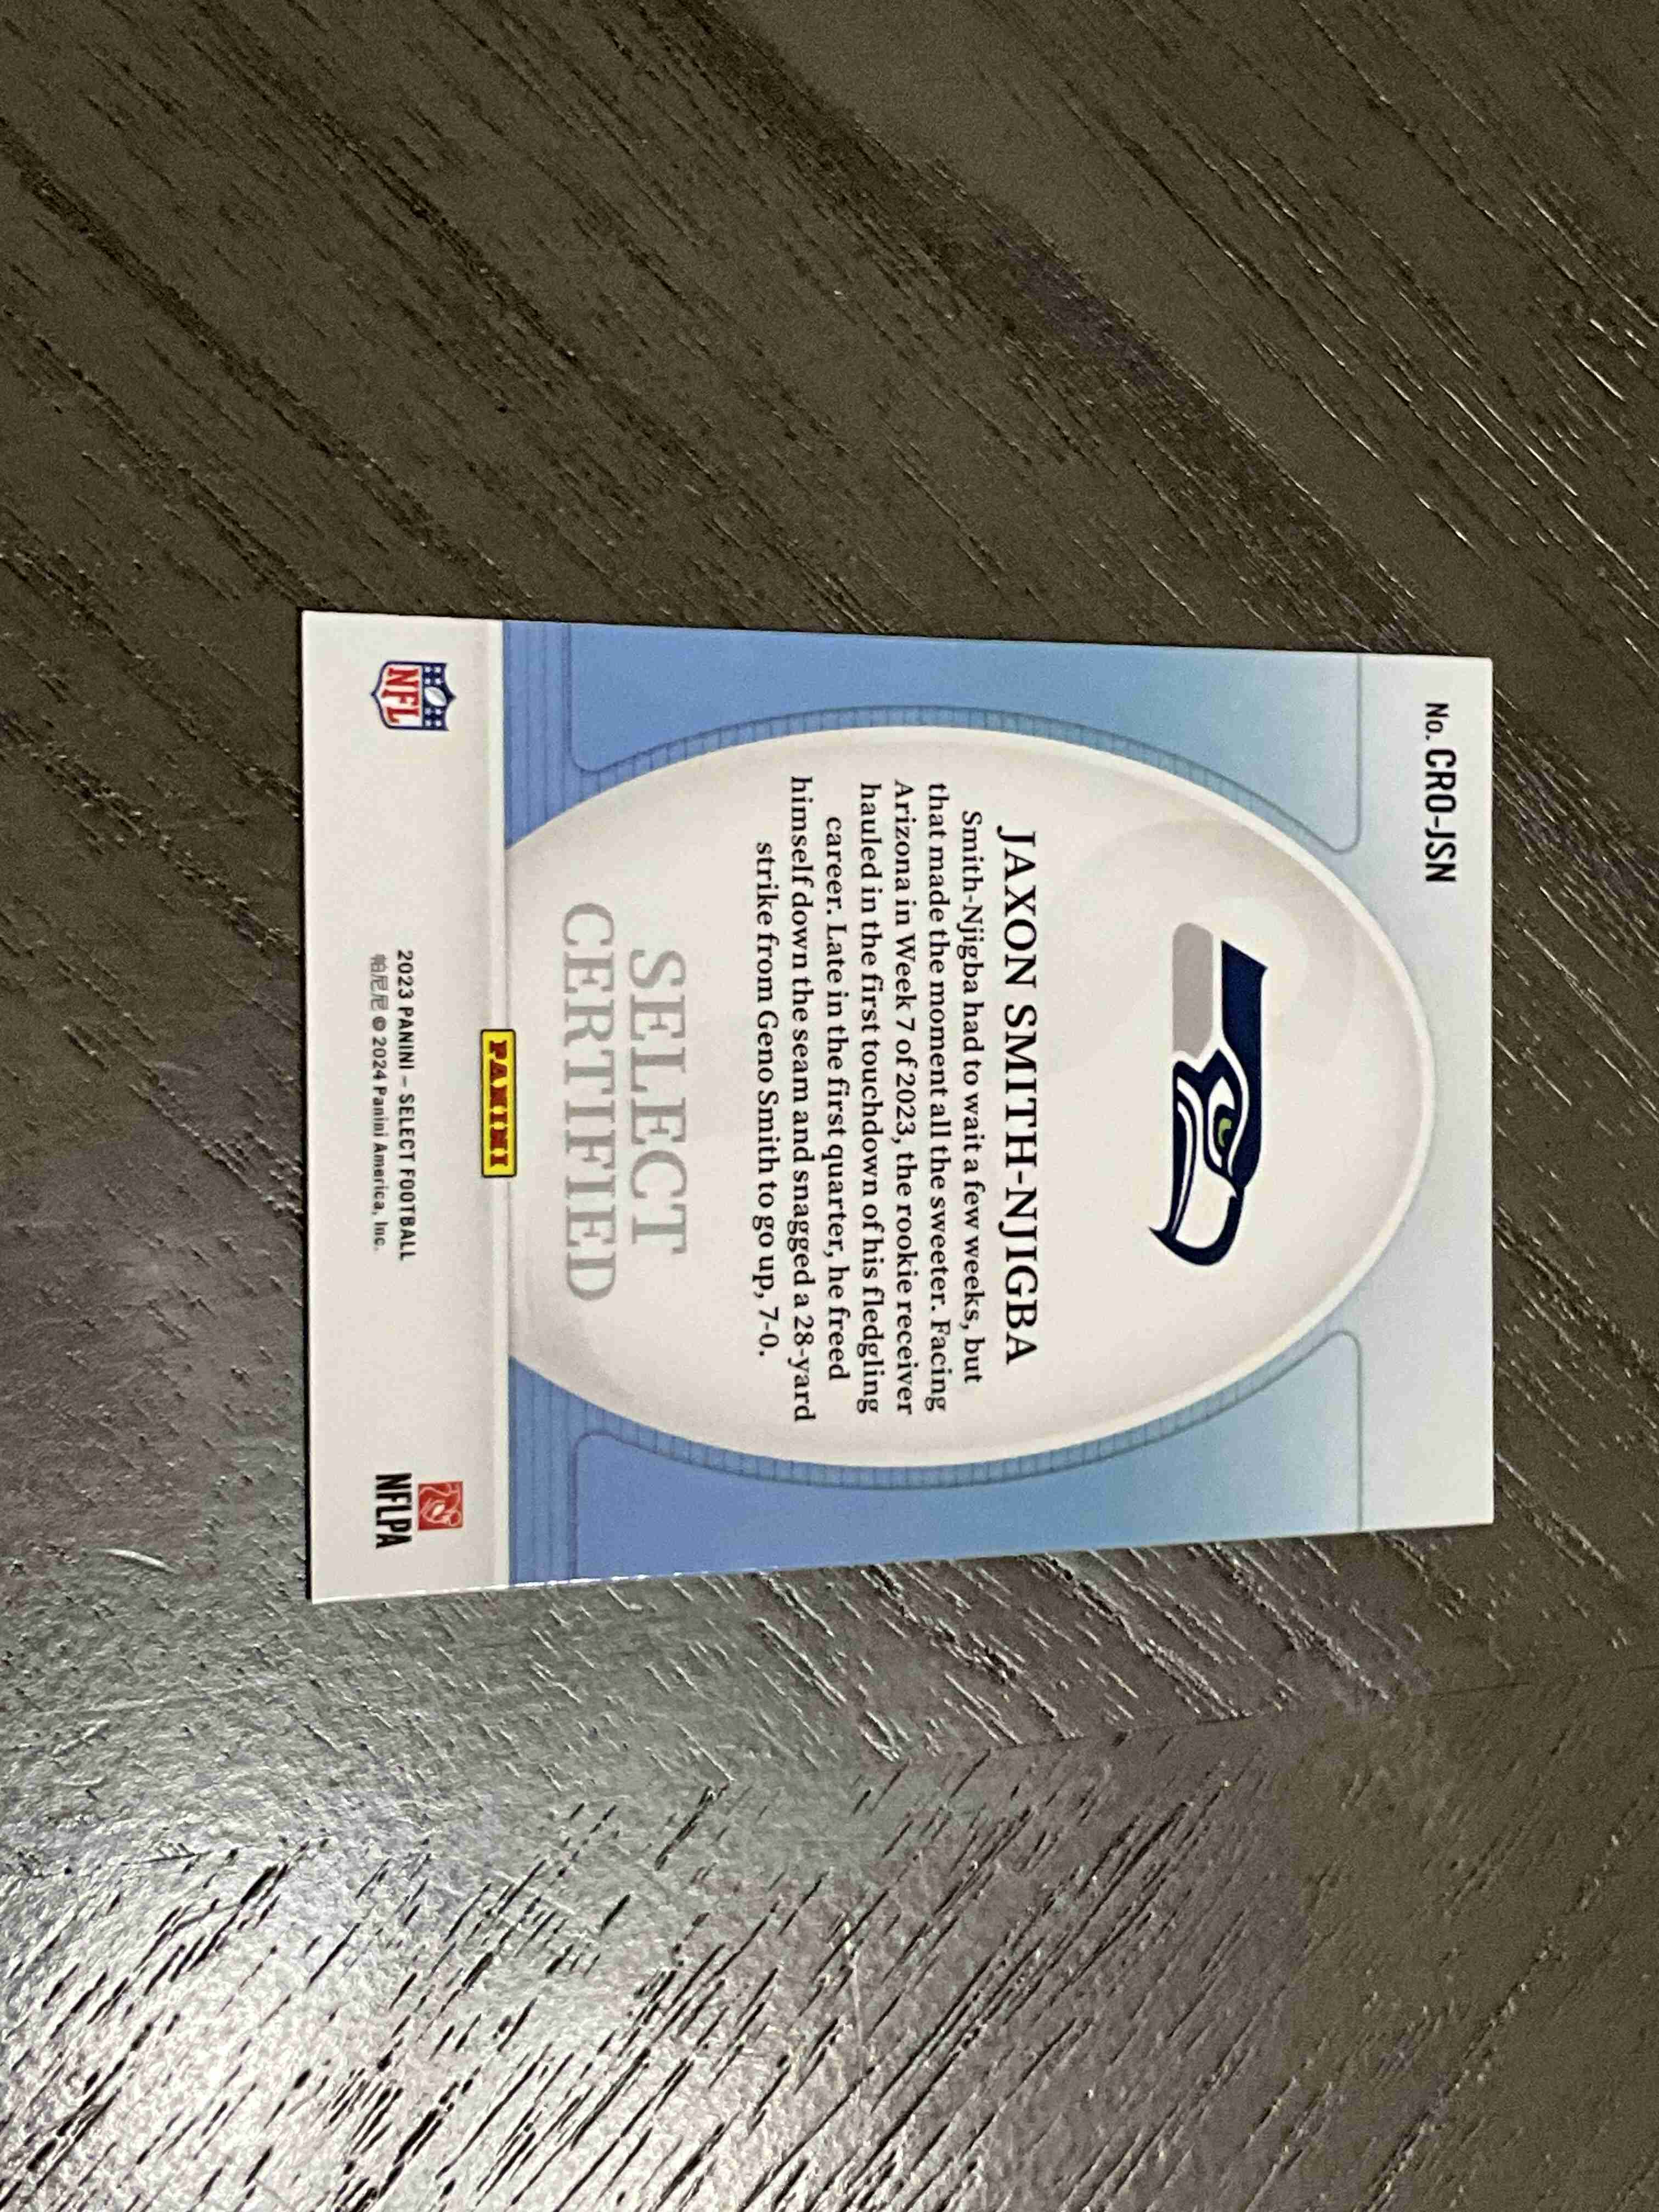 No. CRO-JSN
JAXON SMITH-NJIGBA
Smith-Njigba had to wait a few weeks, but
that made the moment all the sweeter. Facing
Arizona in Week 7 of 2023, the rookie receiver
hauled in the first touchdown of his fledgling
career. Late in the first quarter, he freed
himself down the seam and snagged a 28-yard
strike from Geno Smith to go up, 7-0.
SELECT
CERTIFIED
PANINI
NFL
2023 PANINI – SELECT FOOTBALL
帕尼尼 © 2024 Panini America, Inc.
NFLPA